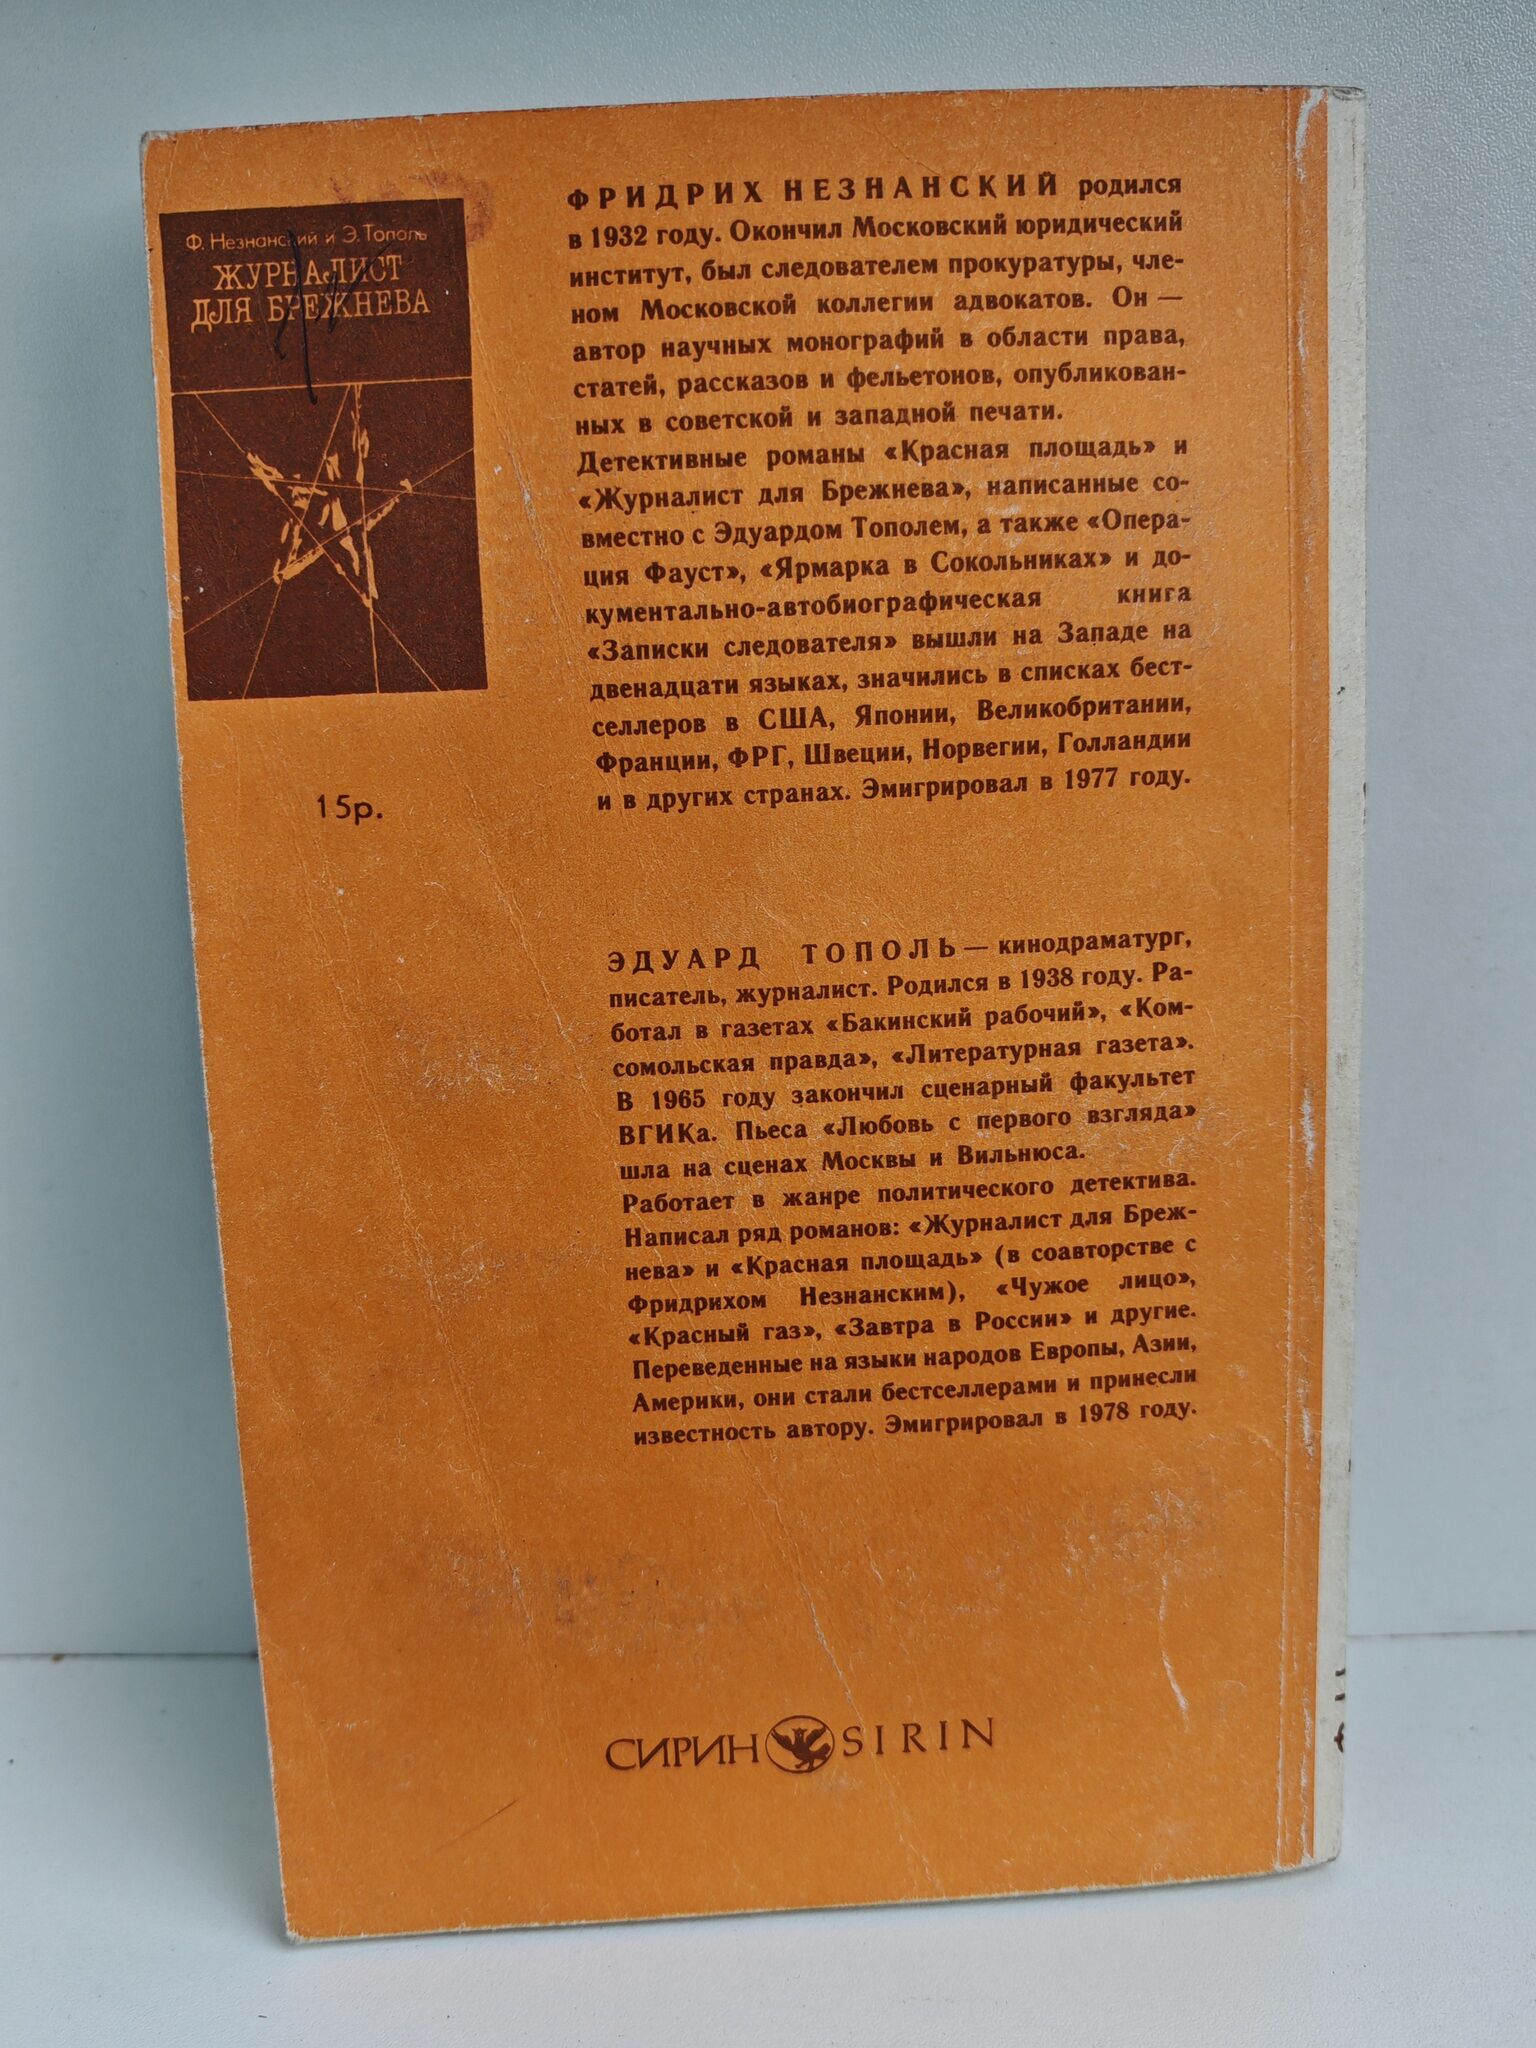 Ф. Незнанский и Э. Тополь
ЖУРНАЛИСТ
ДЛЯ БРЕЖНЕВА
15р.
ФРИДРИХ НЕЗНАНСКИЙ родился
в 1932 году. Окончил Московский юридический
институт, был следователем прокуратуры, чле-
ном Московской коллегии адвокатов. Он —
автор научных монографий в области права,
статей, рассказов и фельетонов, опубликован-
ных в советской и западной печати.
Детективные романы «Красная площадь» и
«Журналист для Брежнева», написанные со-
вместно с Эдуардом Тополем, а также «Опера-
ция Фауст», «Ярмарка в Сокольниках» и до-
кументально-автобиографическая книга
«Записки следователя» вышли на Западе на
двенадцати языках, значились в списках бест-
селлеров в США, Японии, Великобритании,
Франции, ФРГ, Швеции, Норвегии, Голландии
и в других странах. Эмигрировал в 1977 году.
ЭДУАРД ТОПОЛЬ — кинодраматург,
писатель, журналист. Родился в 1938 году. Ра-
ботал в газетах «Бакинский рабочий», «Ком-
сомольская правда», «Литературная газета».
В 1965 году закончил сценарный факультет
ВГИКа. Пьеса «Любовь с первого взгляда»
шла на сценах Москвы и Вильнюса.
Работает в жанре политического детектива.
Написал ряд романов: «Журналист для Бреж-
нева» и «Красная площадь» (в соавторстве с
Фридрихом Незнанским), «Чужое лицо»,
«Красный газ», «Завтра в России» и другие.
Переведенные на языки народов Европы, Азии,
Америки, они стали бестселлерами и принесли
известность автору. Эмигрировал в 1978 году.
СИРИН SIRIN